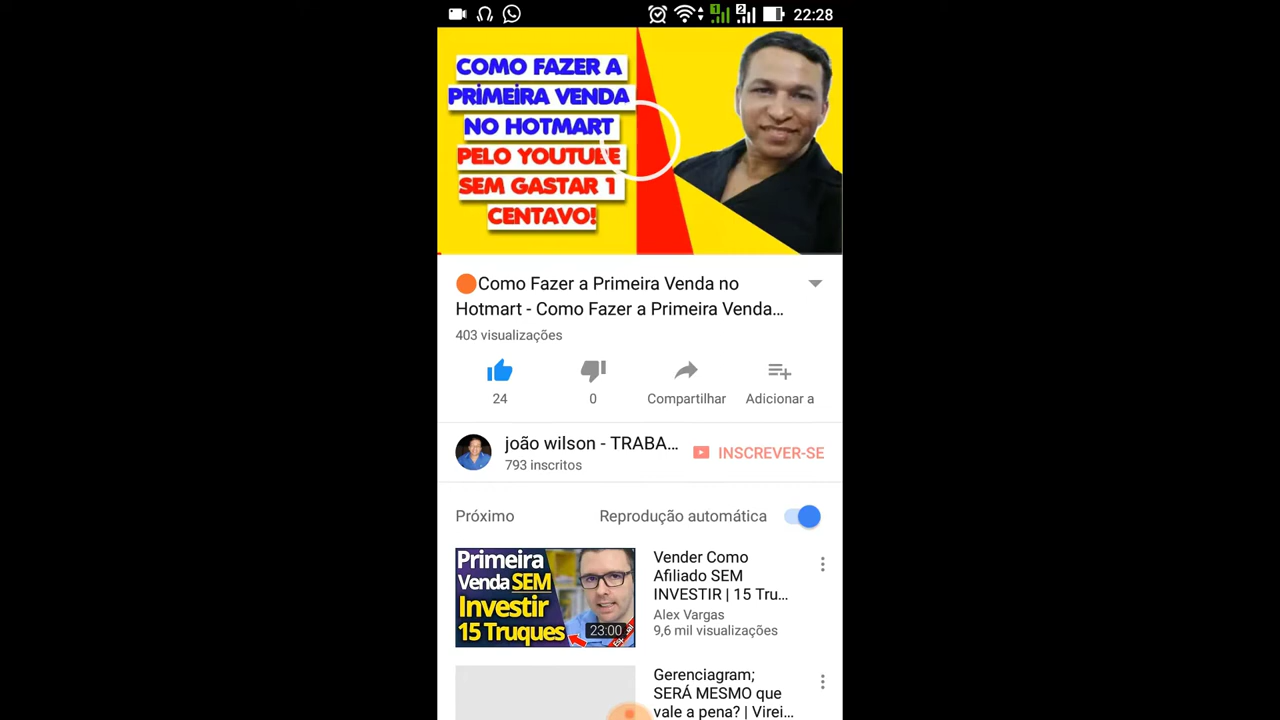 1 2 22:28
COMO FAZER A
PRIMEIRA VENDA
NO HOTMART
PELO YOUTUBE
SEM GASTAR 1
CENTAVO!
Como Fazer a Primeira Venda no
Hotmart - Como Fazer a Primeira Venda...
403 visualizações
24 0 Compartilhar Adicionar a
joão wilson - TRABA...
INSCREVER-SE
793 inscritos
Próximo Reprodução automática
Primeira
Venda SEM
Investir
15 Truques
23:00
Vender Como
Afiliado SEM
INVESTIR | 15 Tru...
Alex Vargas
9,6 mil visualizações
Gerenciagram;
SERÁ MESMO que
vale a pena? | Virei...